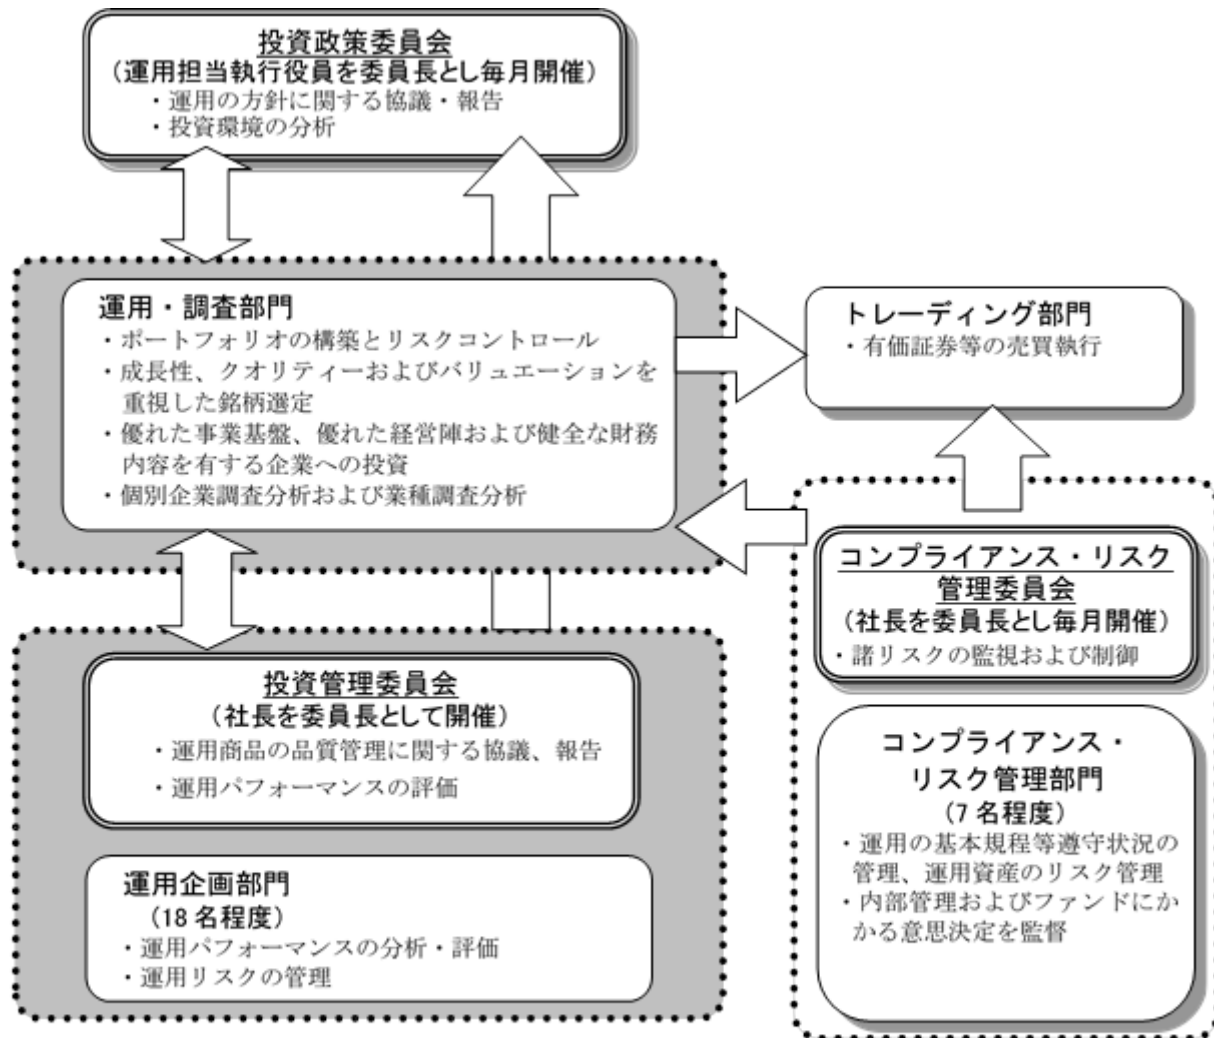 投資政策委員会
(運用担当執行役員を委員長とし毎月開催)
・運用の方針に関する協議・報告
・投資環境の分析
運用・調査部門
・ポートフォリオの構築とリスクコントロール
・成長性、クオリティーおよびバリュエーションを
重視した銘柄選定
・優れた事業基盤、優れた経営陣および健全な財務
内容を有する企業への投資
・個別企業調査分析および業種調査分析
トレーディング部門
・有価証券等の売買執行
投資管理委員会
(社長を委員長として開催)
・運用商品の品質管理に関する協議、報告
・運用パフォーマンスの評価
運用企画部門
(18 名程度)
・運用パフォーマンスの分析・評価
・運用リスクの管理
コンプライアンス・リスク
管理委員会
(社長を委員長とし毎月開催)
・諸リスクの監視および制御
コンプライアンス・
リスク管理部門
(7 名程度)
・運用の基本規程等遵守状況の
管理、運用資産のリスク管理
・内部管理およびファンドにか
かる意思決定を監督